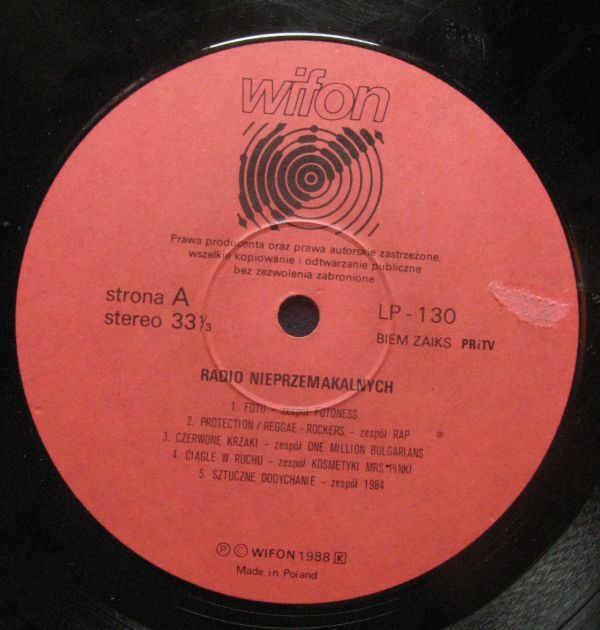 wifon
Prawa producenta oraz prawa autorskie zastrzeżone,
wszelkie kopiowanie i odtwarzanie publiczne
bez zezwolenia zabronione
strona A
stereo 33 1/3
LP - 130
BIEM ZAIKS PRiTV
RADIO NIEPRZEMAKALNYCH
1. FOTO - zespół FOTONESS
2. PROTECTION / REGGAE - ROCKERS - zespół RAP
3. CZERWONE KRZAKI - zespół ONE MILLION BULGARIANS
4. CIĄGLE W RUCHU - zespół KOSMETYKI MRS PINKI
5. SZTUCZNE ODDYCHANIE - zespół 1984
Ⓟ Ⓒ WIFON 1988 K
Made in Poland